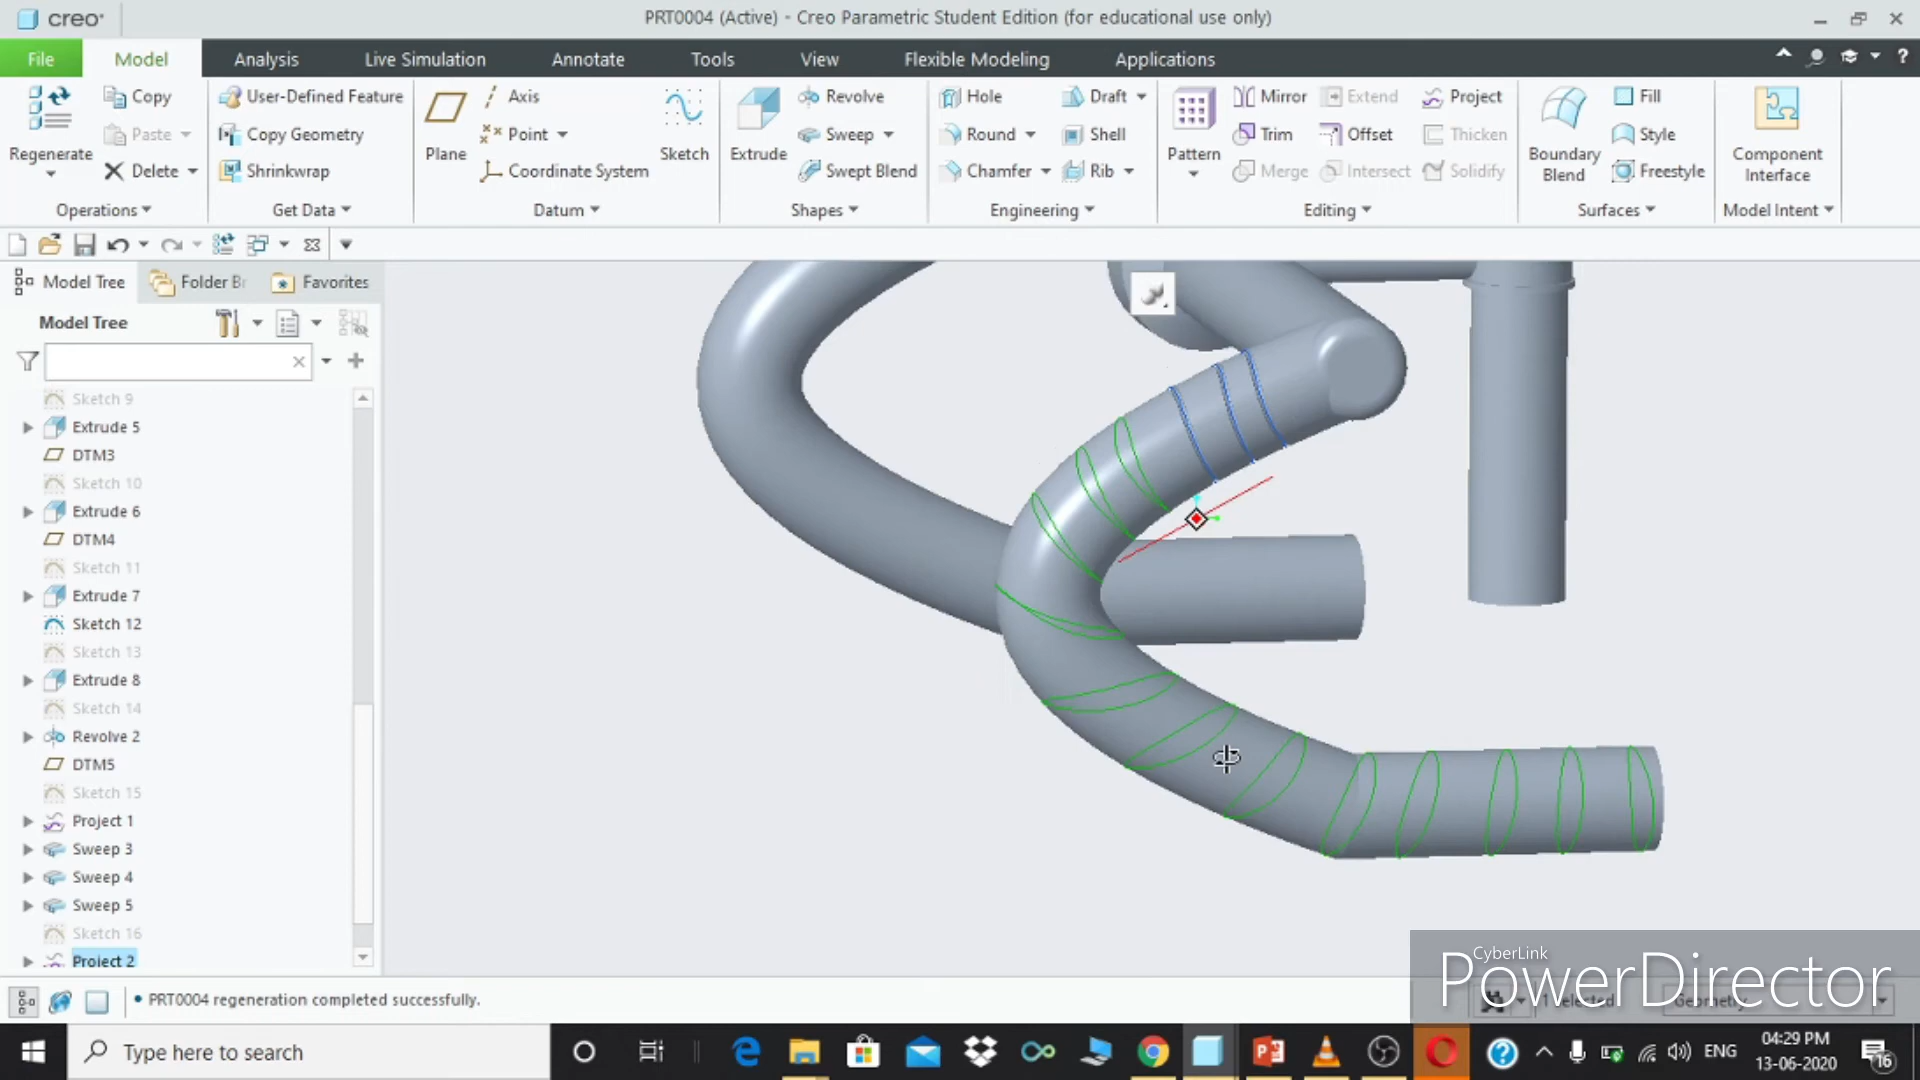 creo
PRT0004 (Active) - Creo Parametric Student Edition (for educational use only)
File
Model
Analysis
Live Simulation
Annotate
Tools
View
Flexible Modeling
Applications
Regenerate
Copy
Paste
Delete
Operations
User-Defined Feature
Copy Geometry
Shrinkwrap
Get Data
Plane
Axis
Point
Coordinate System
Sketch
Datum
Extrude
Revolve
Sweep
Swept Blend
Shapes
Hole
Round
Chamfer
Draft
Shell
Rib
Engineering
Pattern
Mirror
Trim
Merge
Extend
Offset
Intersect
Project
Thicken
Solidify
Editing
Boundary
Blend
Fill
Style
Freestyle
Surfaces
Component
Interface
Model Intent
Model Tree
Folder Br
Favorites
Model Tree
Sketch 9
Extrude 5
DTM3
Sketch 10
Extrude 6
DTM4
Sketch 11
Extrude 7
Sketch 12
Sketch 13
Extrude 8
Sketch 14
Revolve 2
DTM5
Sketch 15
Project 1
Sweep 3
Sweep 4
Sweep 5
Sketch 16
Project 2
CyberLink
PowerDirector
PRT0004 regeneration completed successfully.
1 selected
Geometry
Type here to search
ENG
04:29 PM
13-06-2020
16